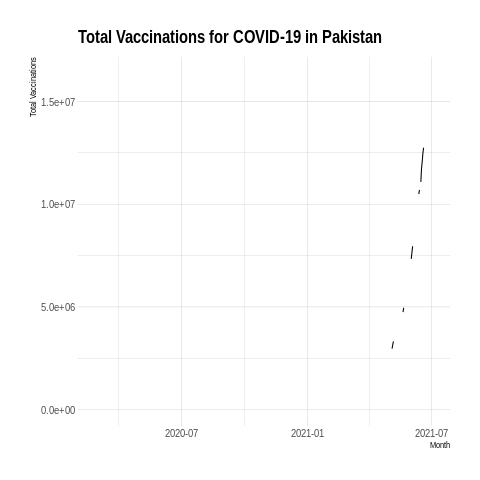 Total Vaccinations for COVID-19 in Pakistan
Total Vaccinations
1.5e+07
1.0e+07
5.0e+06
0.0e+00
2020-07
2021-01
2021-07
Month